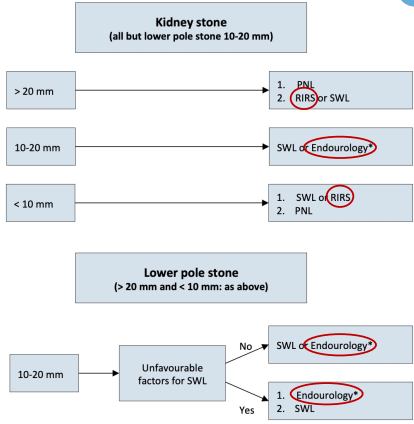 Kidney stone
(all but lower pole stone 10-20 mm)
> 20 mm
1. PNL
2. RIRS or SWL
10-20 mm
SWL or Endourology*
< 10 mm
1. SWL or RIRS
2. PNL
Lower pole stone
(> 20 mm and < 10 mm: as above)
10-20 mm
Unfavourable
factors for SWL
No
SWL or Endourology*
Yes
1. Endourology*
2. SWL